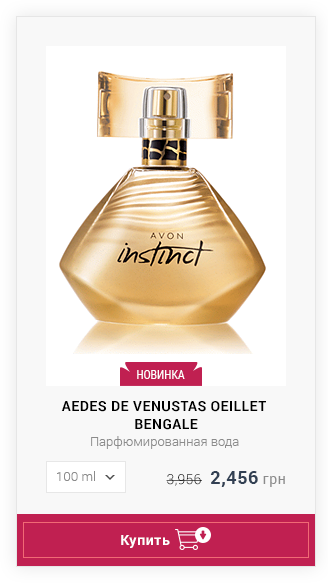 AVON
instinct
НОВИНКА
AEDES DE VENUSTAS OEILLET
BENGALE
Парфюмированная вода
100 ml 3,956 2,456 грн
Купить